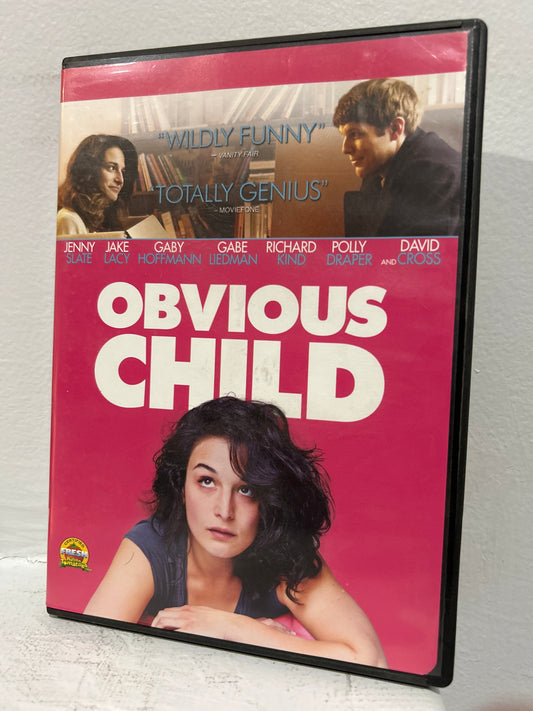 "WILDLY FUNNY"
— VANITY FAIR
"TOTALLY GENIUS"
— MOVIEFONE
JENNY SLATE JAKE LACY GABY HOFFMANN GABE LIEDMAN RICHARD KIND POLLY DRAPER AND DAVID CROSS
OBVIOUS
CHILD
FRESH